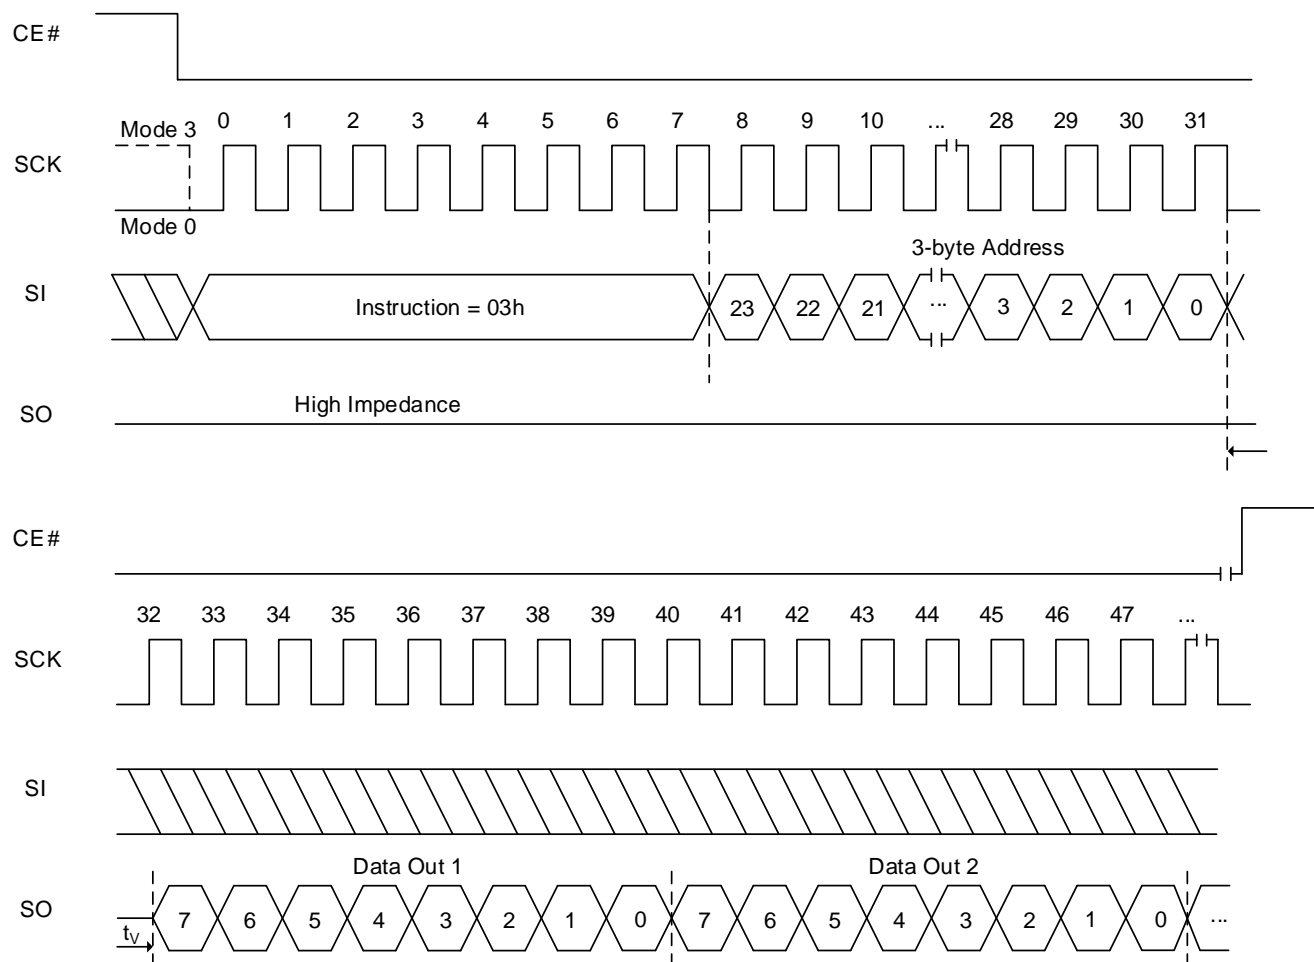 CE#
Mode 3 0 1 2 3 4 5 6 7 8 9 10 ... 28 29 30 31
SCK
Mode 0
3-byte Address
SI Instruction = 03h 23 22 21 ... 3 2 1 0
SO High Impedance
CE#
32 33 34 35 36 37 38 39 40 41 42 43 44 45 46 47 ...
SCK
SI
Data Out 1 Data Out 2
SO 7 6 5 4 3 2 1 0 7 6 5 4 3 2 1 0 ...
tV